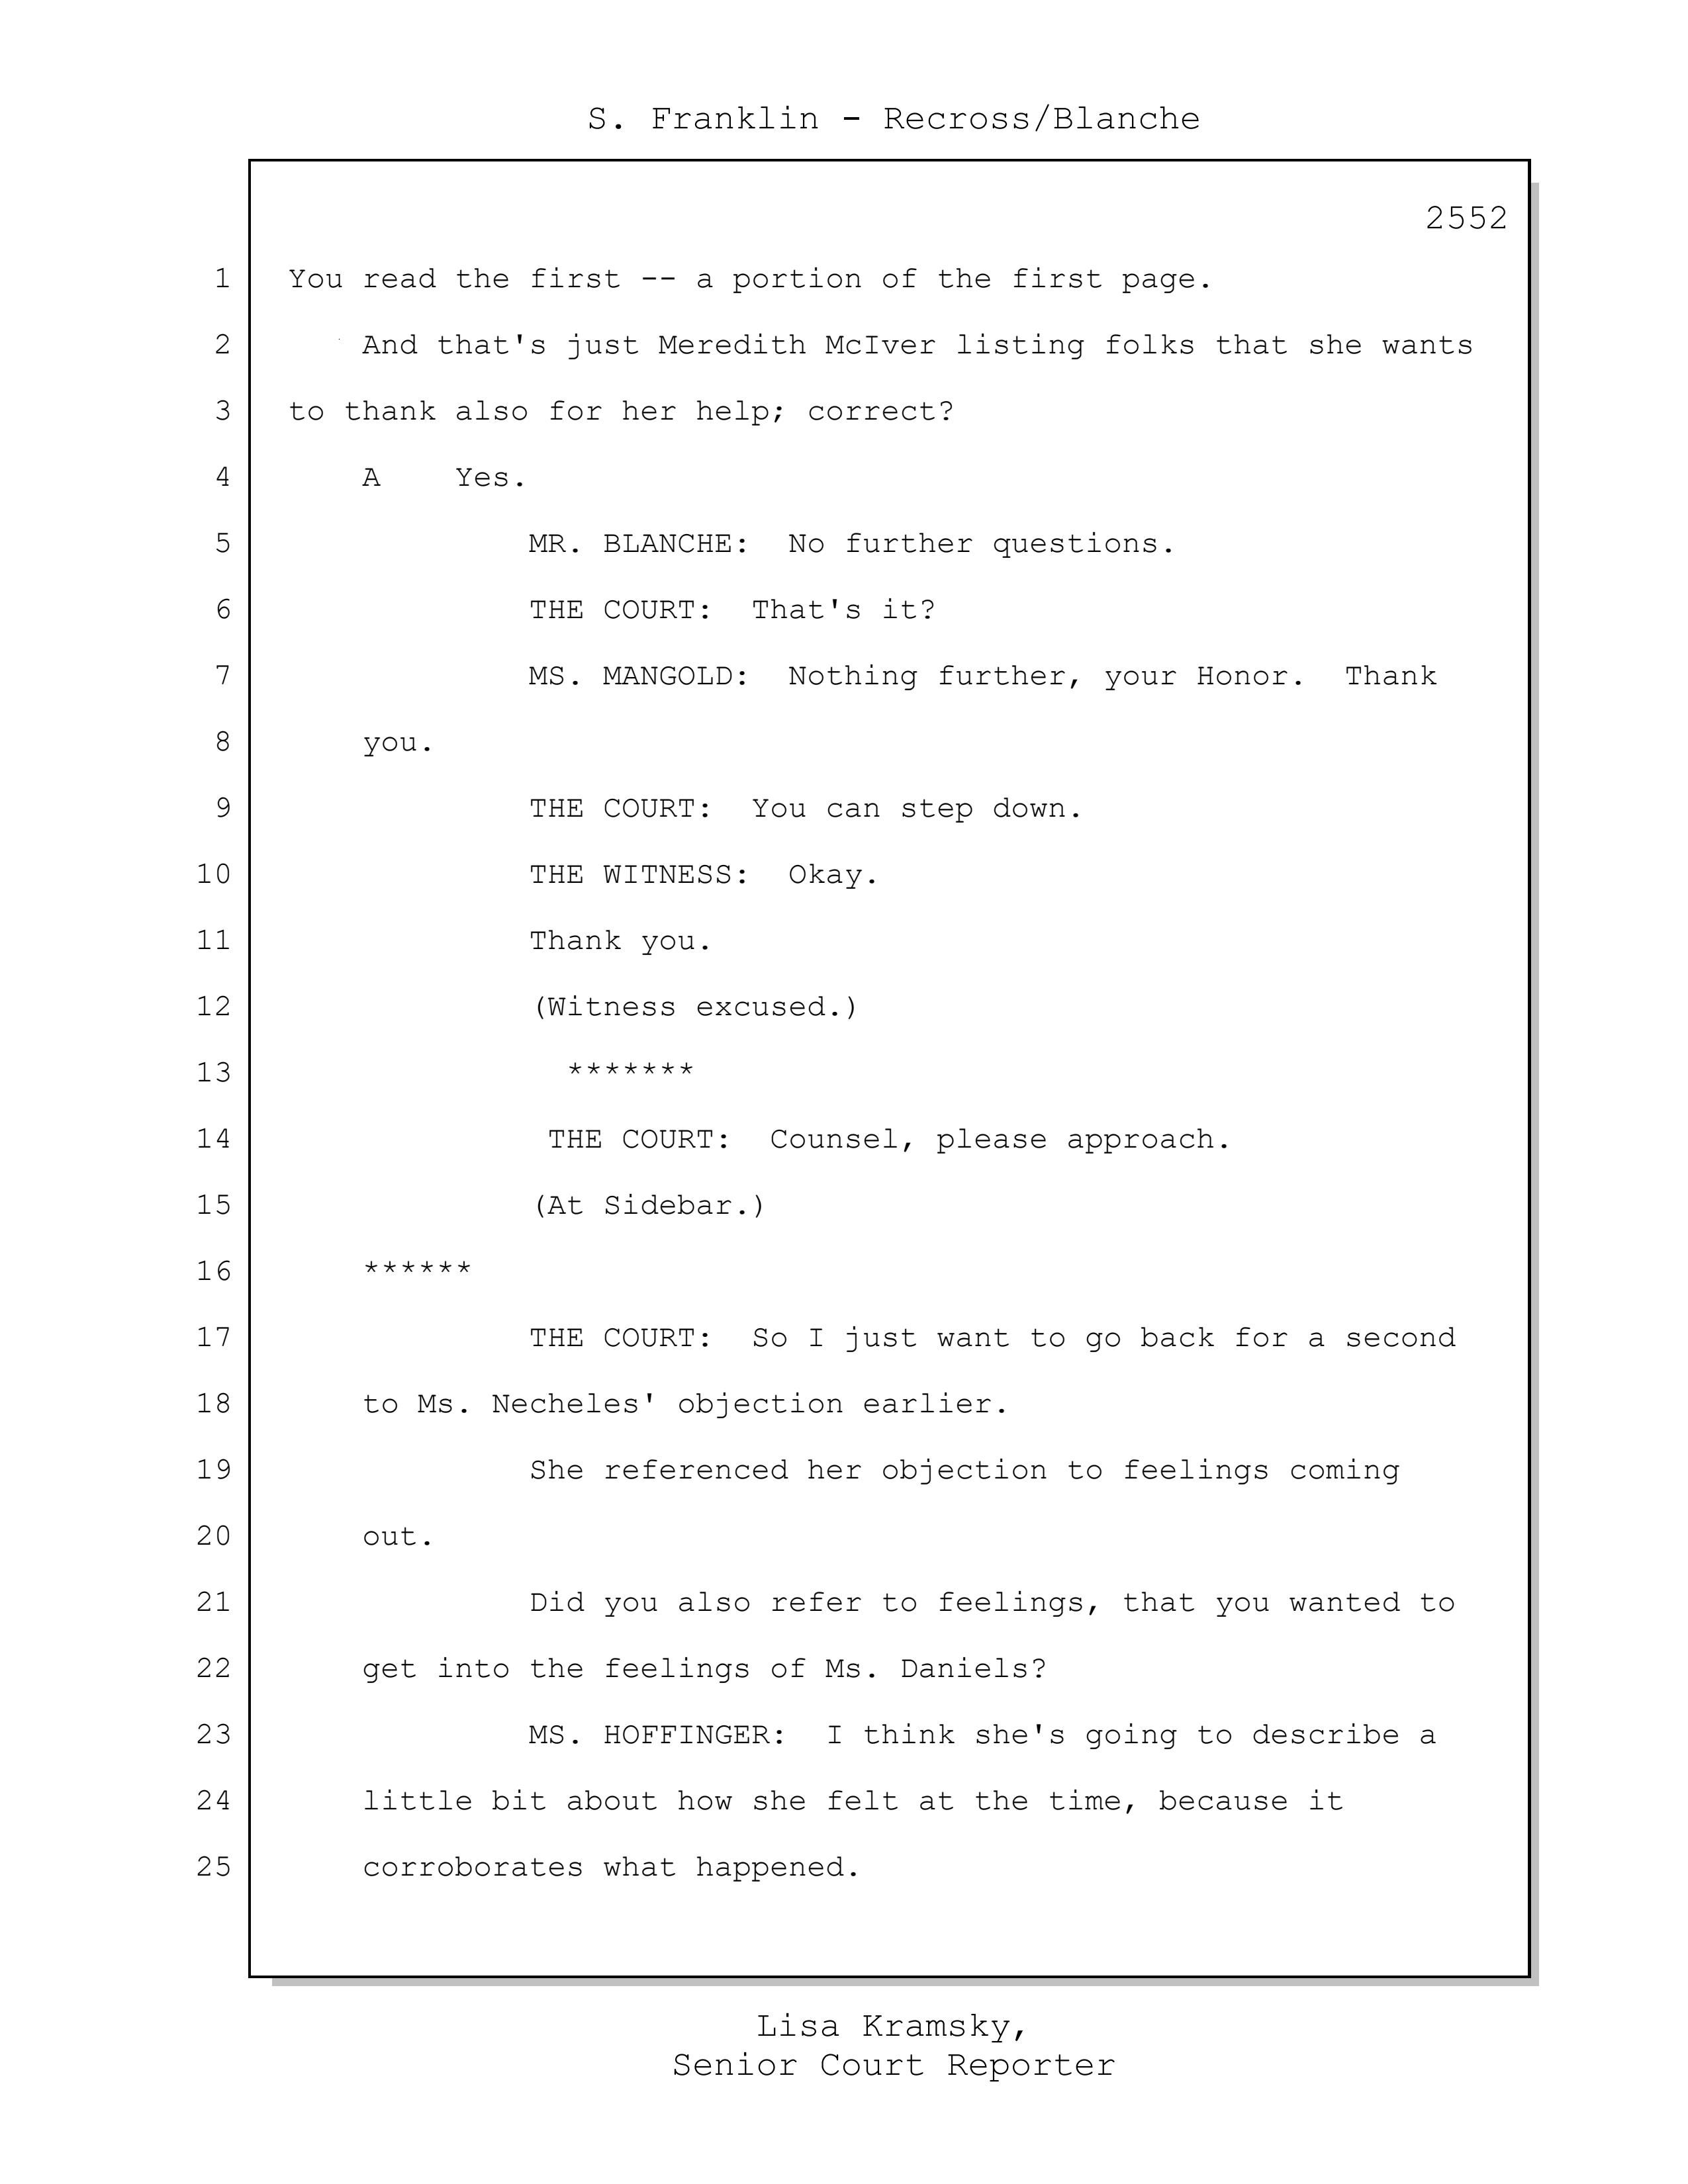 S. Franklin - Recross/Blanche
2552
1 You read the first -- a portion of the first page.
2 And that's just Meredith McIver listing folks that she wants
3 to thank also for her help; correct?
4 A Yes.
5 MR. BLANCHE: No further questions.
6 THE COURT: That's it?
7 MS. MANGOLD: Nothing further, your Honor. Thank
8 you.
9 THE COURT: You can step down.
10 THE WITNESS: Okay.
11 Thank you.
12 (Witness excused.)
13 *******
14 THE COURT: Counsel, please approach.
15 (At Sidebar.)
16 ******
17 THE COURT: So I just want to go back for a second
18 to Ms. Necheles' objection earlier.
19 She referenced her objection to feelings coming
20 out.
21 Did you also refer to feelings, that you wanted to
22 get into the feelings of Ms. Daniels?
23 MS. HOFFINGER: I think she's going to describe a
24 little bit about how she felt at the time, because it
25 corroborates what happened.
Lisa Kramsky,
Senior Court Reporter